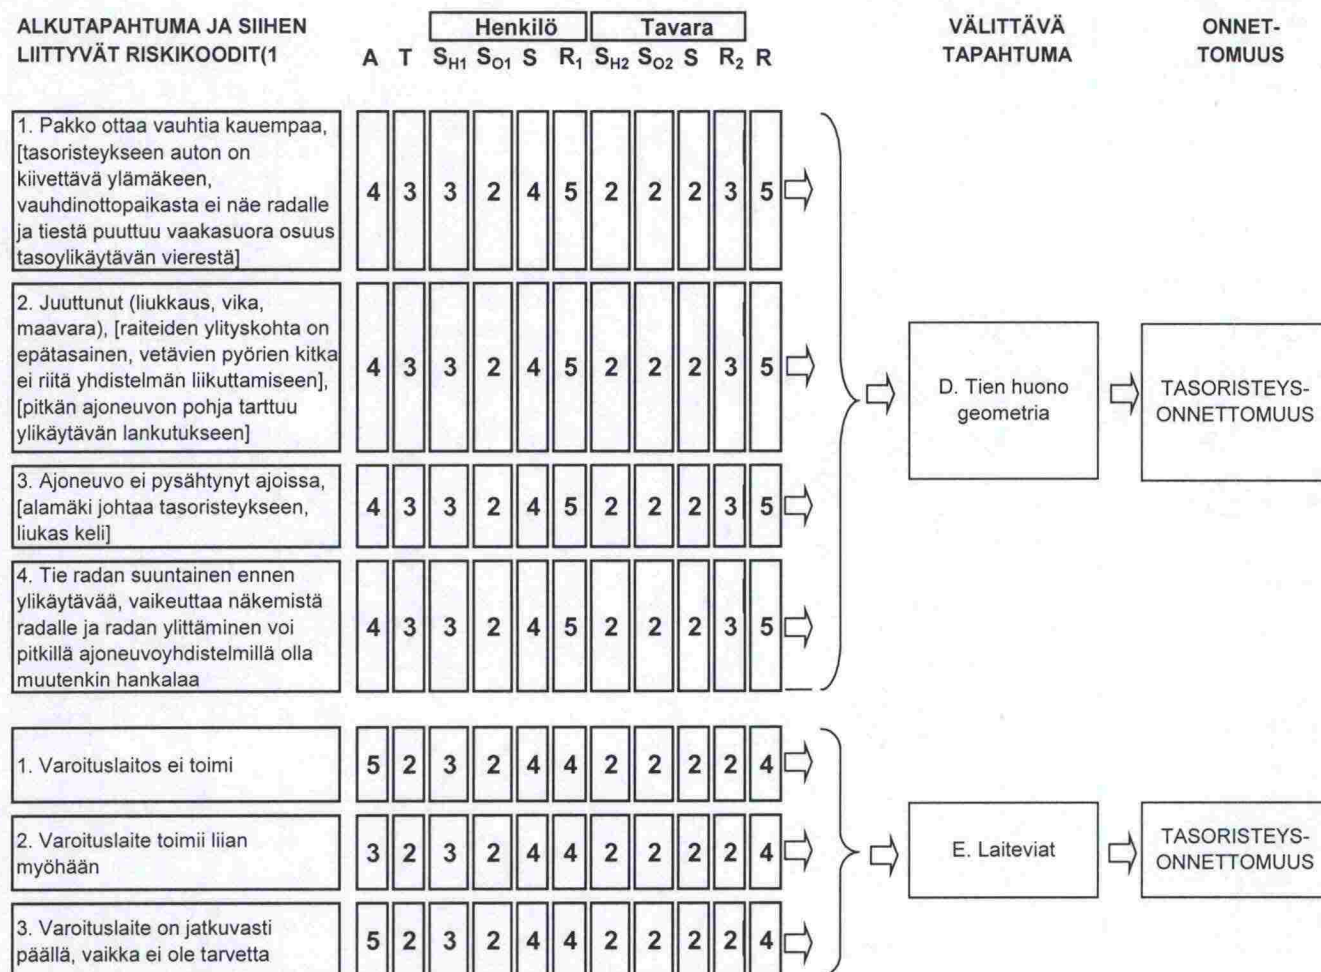 ALKUTAPAHTUMA JA SIIHEN
LIITTYVÄT RISKIKOODIT(1
Henkilö Tavara
A T SH1 SO1 S R1 SH2 SO2 S R2 R
VÄLITTÄVÄ
TAPAHTUMA
ONNET-
TOMUUS
1. Pakko ottaa vauhtia kauempaa,
[tasoristeykseen auton on
kiivettävä ylämäkeen,
vauhdinottopaikasta ei näe radalle
ja tiestä puuttuu vaakasuora osuus
tasoylikäytävän vierestä]
4 3 3 2 4 5 2 2 2 3 5
2. Juuttunut (liukkaus, vika,
maavara), [raiteiden ylityskohta on
epätasainen, vetävien pyörien kitka
ei riitä yhdistelmän liikuttamiseen],
[pitkän ajoneuvon pohja tarttuu
ylikäytävän lankutukseen]
4 3 3 2 4 5 2 2 2 3 5
3. Ajoneuvo ei pysähtynyt ajoissa,
[alamäki johtaa tasoristeykseen,
liukas keli]
4 3 3 2 4 5 2 2 2 3 5
4. Tie radan suuntainen ennen
ylikäytävää, vaikeuttaa näkemistä
radalle ja radan ylittäminen voi
pitkillä ajoneuvoyhdistelmillä olla
muutenkin hankalaa
4 3 3 2 4 5 2 2 2 3 5
D. Tien huono
geometria
TASORISTEYS-
ONNETTOMUUS
1. Varoituslaitos ei toimi
5 2 3 2 4 4 2 2 2 2 4
2. Varoituslaite toimii liian
myöhään
3 2 3 2 4 4 2 2 2 2 4
3. Varoituslaite on jatkuvasti
päällä, vaikka ei ole tarvetta
5 2 3 2 4 4 2 2 2 2 4
E. Laiteviat
TASORISTEYS-
ONNETTOMUUS